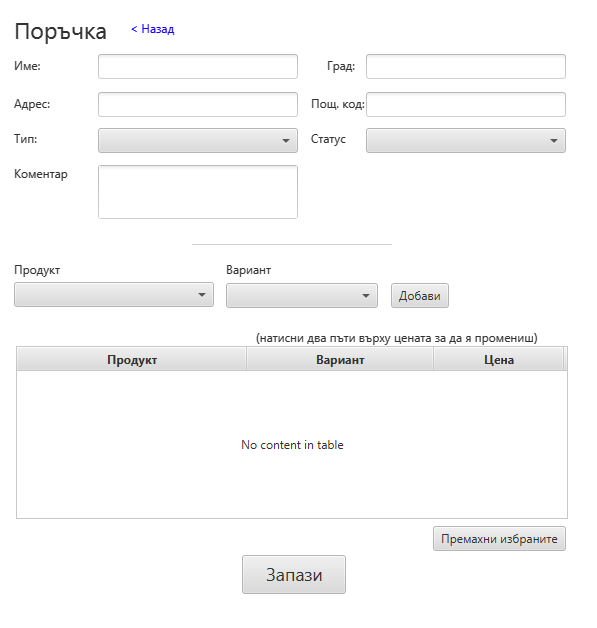 Поръчка < Назад
Име: Град:
Адрес: Пощ. код:
Тип: Статус
Коментар
Продукт Вариант
Добави
(натисни два пъти върху цената за да я промениш)
Продукт Вариант Цена
No content in table
Премахни избраните
Запази